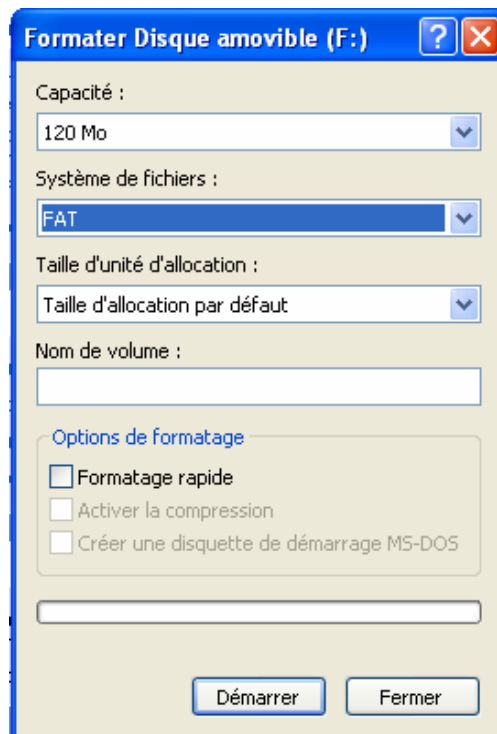 Formater Disque amovible (F:)
Capacité :
120 Mo
Système de fichiers :
FAT
Taille d'unité d'allocation :
Taille d'allocation par défaut
Nom de volume :
Options de formatage
Formatage rapide
Activer la compression
Créer une disquette de démarrage MS-DOS
Démarrer Fermer